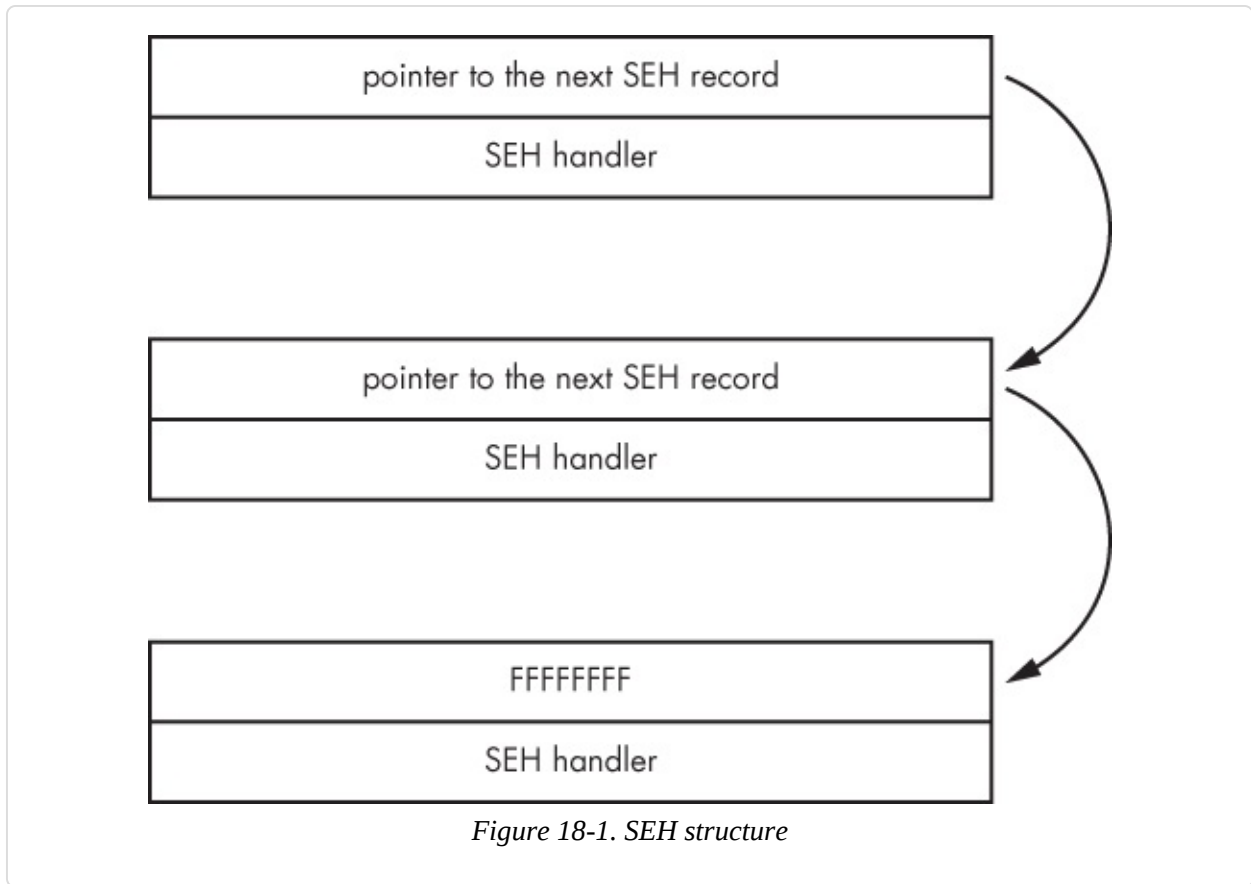 pointer to the next SEH record
SEH handler
pointer to the next SEH record
SEH handler
FFFFFFFF
SEH handler
Figure 18-1. SEH structure